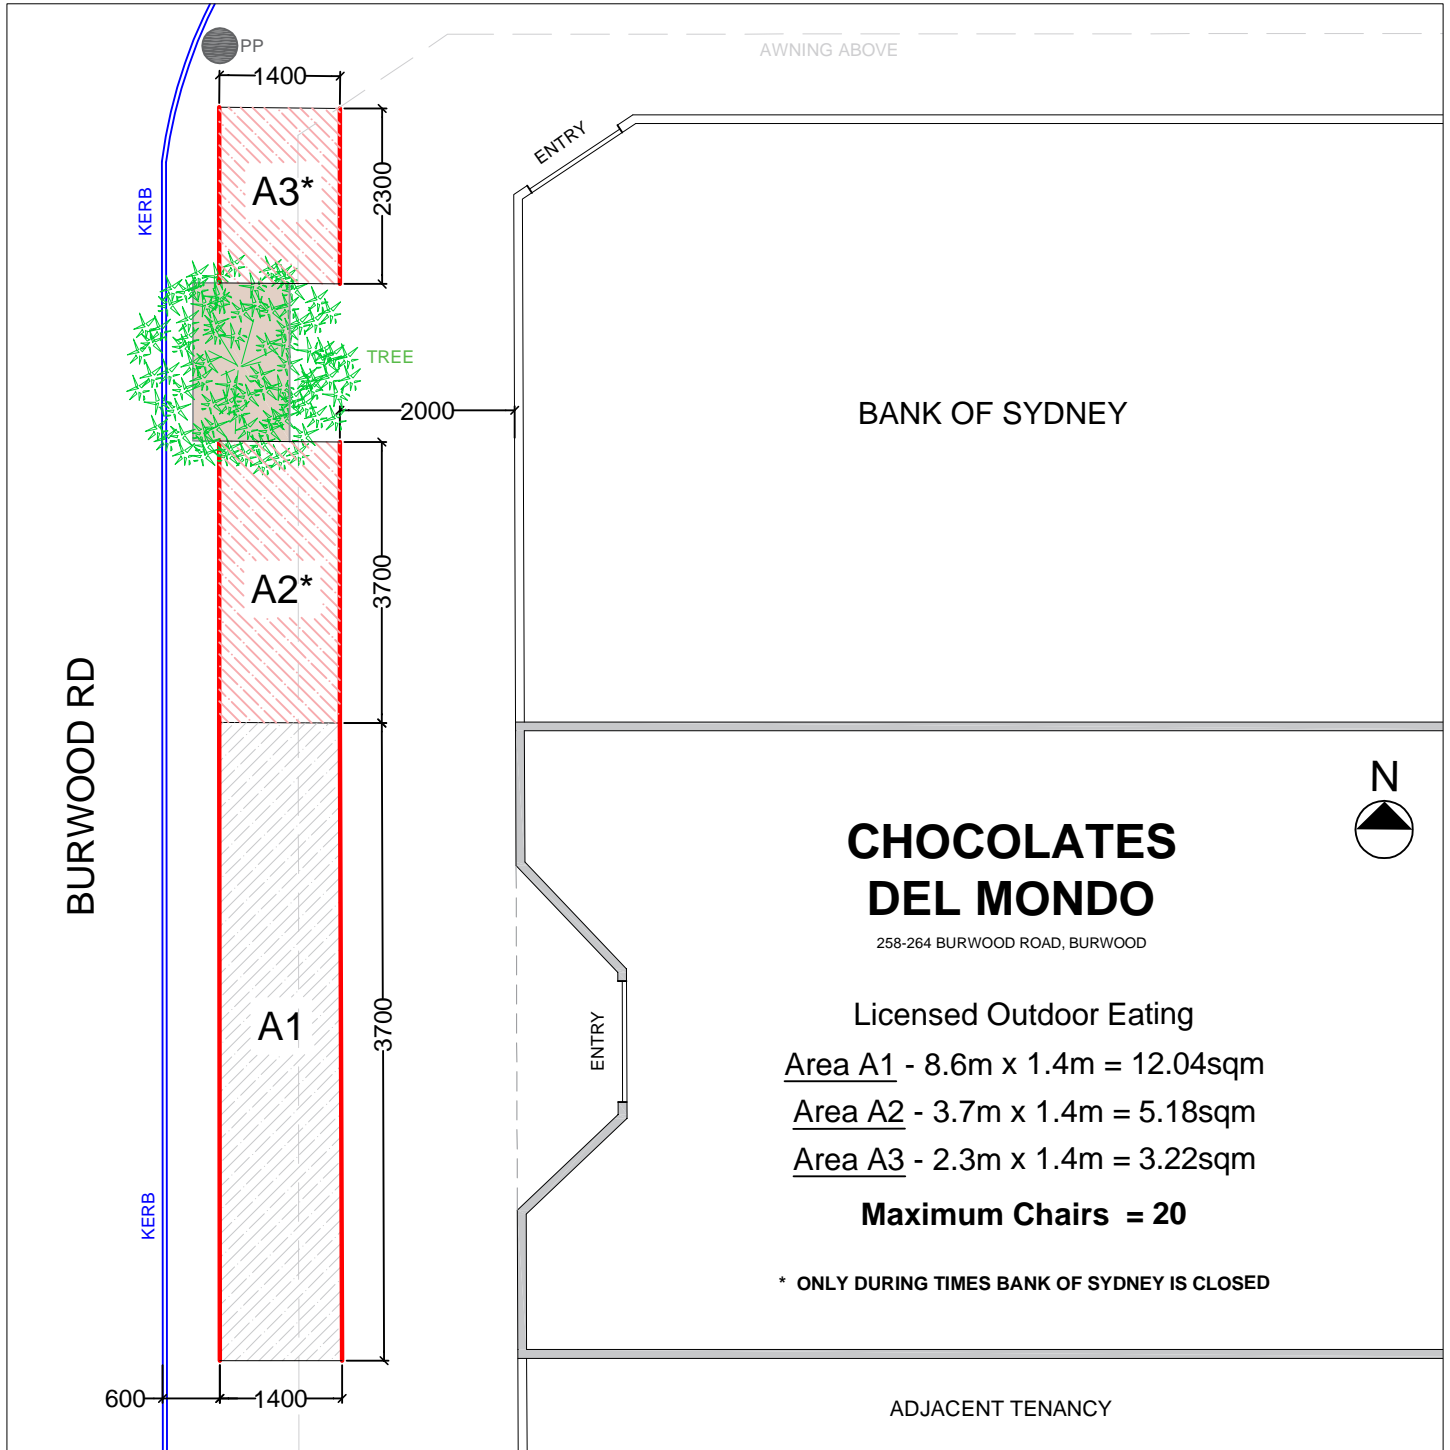 PP
AWNING ABOVE
1400
ENTRY
A3*
2300
KERB
TREE
2000
BANK OF SYDNEY
A2*
3700
BURWOOD RD
N
CHOCOLATES
DEL MONDO
258-264 BURWOOD ROAD, BURWOOD
A1
3700
ENTRY
Licensed Outdoor Eating
Area A1 - 8.6m x 1.4m = 12.04sqm
Area A2 - 3.7m x 1.4m = 5.18sqm
Area A3 - 2.3m x 1.4m = 3.22sqm
Maximum Chairs = 20
KERB
* ONLY DURING TIMES BANK OF SYDNEY IS CLOSED
600
1400
ADJACENT TENANCY